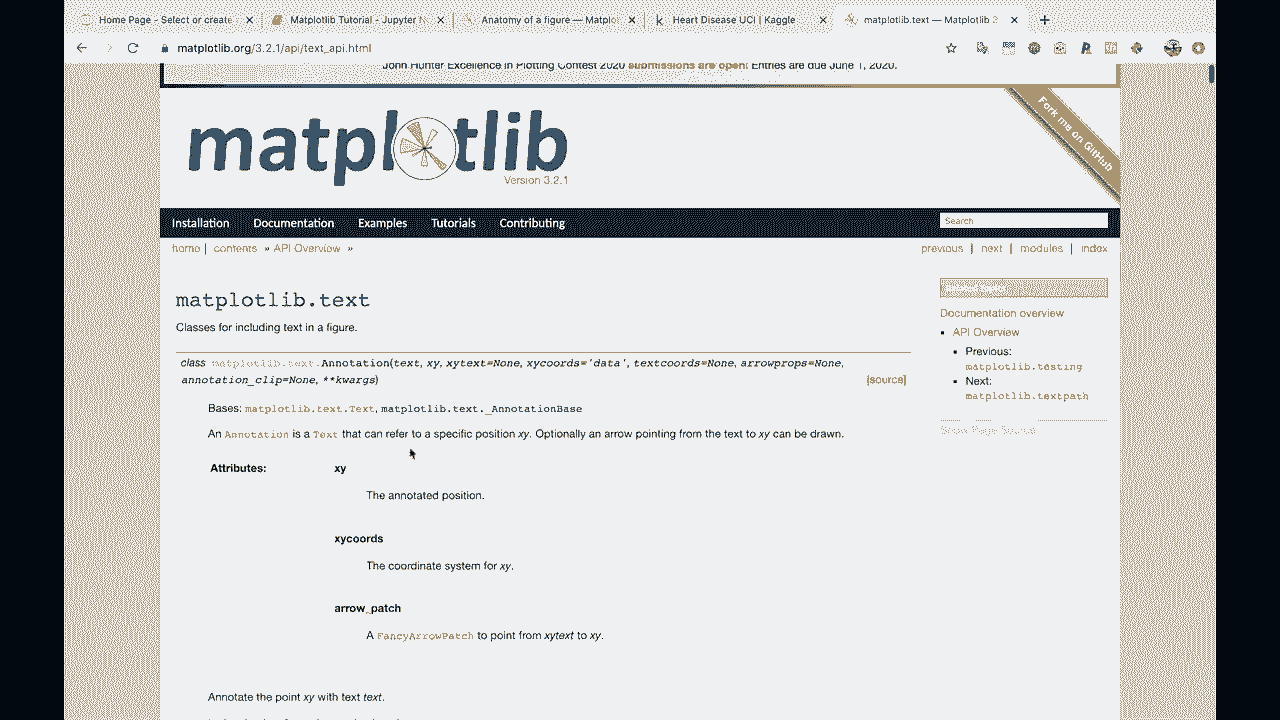 Home Page - Select or create
Matplotlib Tutorial - Jupyter N
Anatomy of a figure — Matplo
Heart Disease UCI | Kaggle
matplotlib.text — Matplotlib 2
matplotlib.org/3.2.1/api/text_api.html
John Hunter Excellence in Plotting Contest 2020 submissions are open! Entries are due June 1, 2020.
Fork me on GitHub
matplotlib
Version 3.2.1
Installation Documentation Examples Tutorials Contributing
Search
home | contents » API Overview »
previous | next | modules | index
matplotlib.text
Classes for including text in a figure.
class matplotlib.text.Annotation(text, xy, xytext=None, xycoords='data', textcoords=None, arrowprops=None,
annotation_clip=None, **kwargs)
[source]
Bases: matplotlib.text.Text, matplotlib.text._AnnotationBase
An Annotation is a Text that can refer to a specific position xy. Optionally an arrow pointing from the text to xy can be drawn.
Attributes:
xy
The annotated position.
xycoords
The coordinate system for xy.
arrow_patch
A FancyArrowPatch to point from xytext to xy.
Annotate the point xy with text text.
Documentation overview
API Overview
Previous:
matplotlib.testing
Next:
matplotlib.textpath
Show Page Source